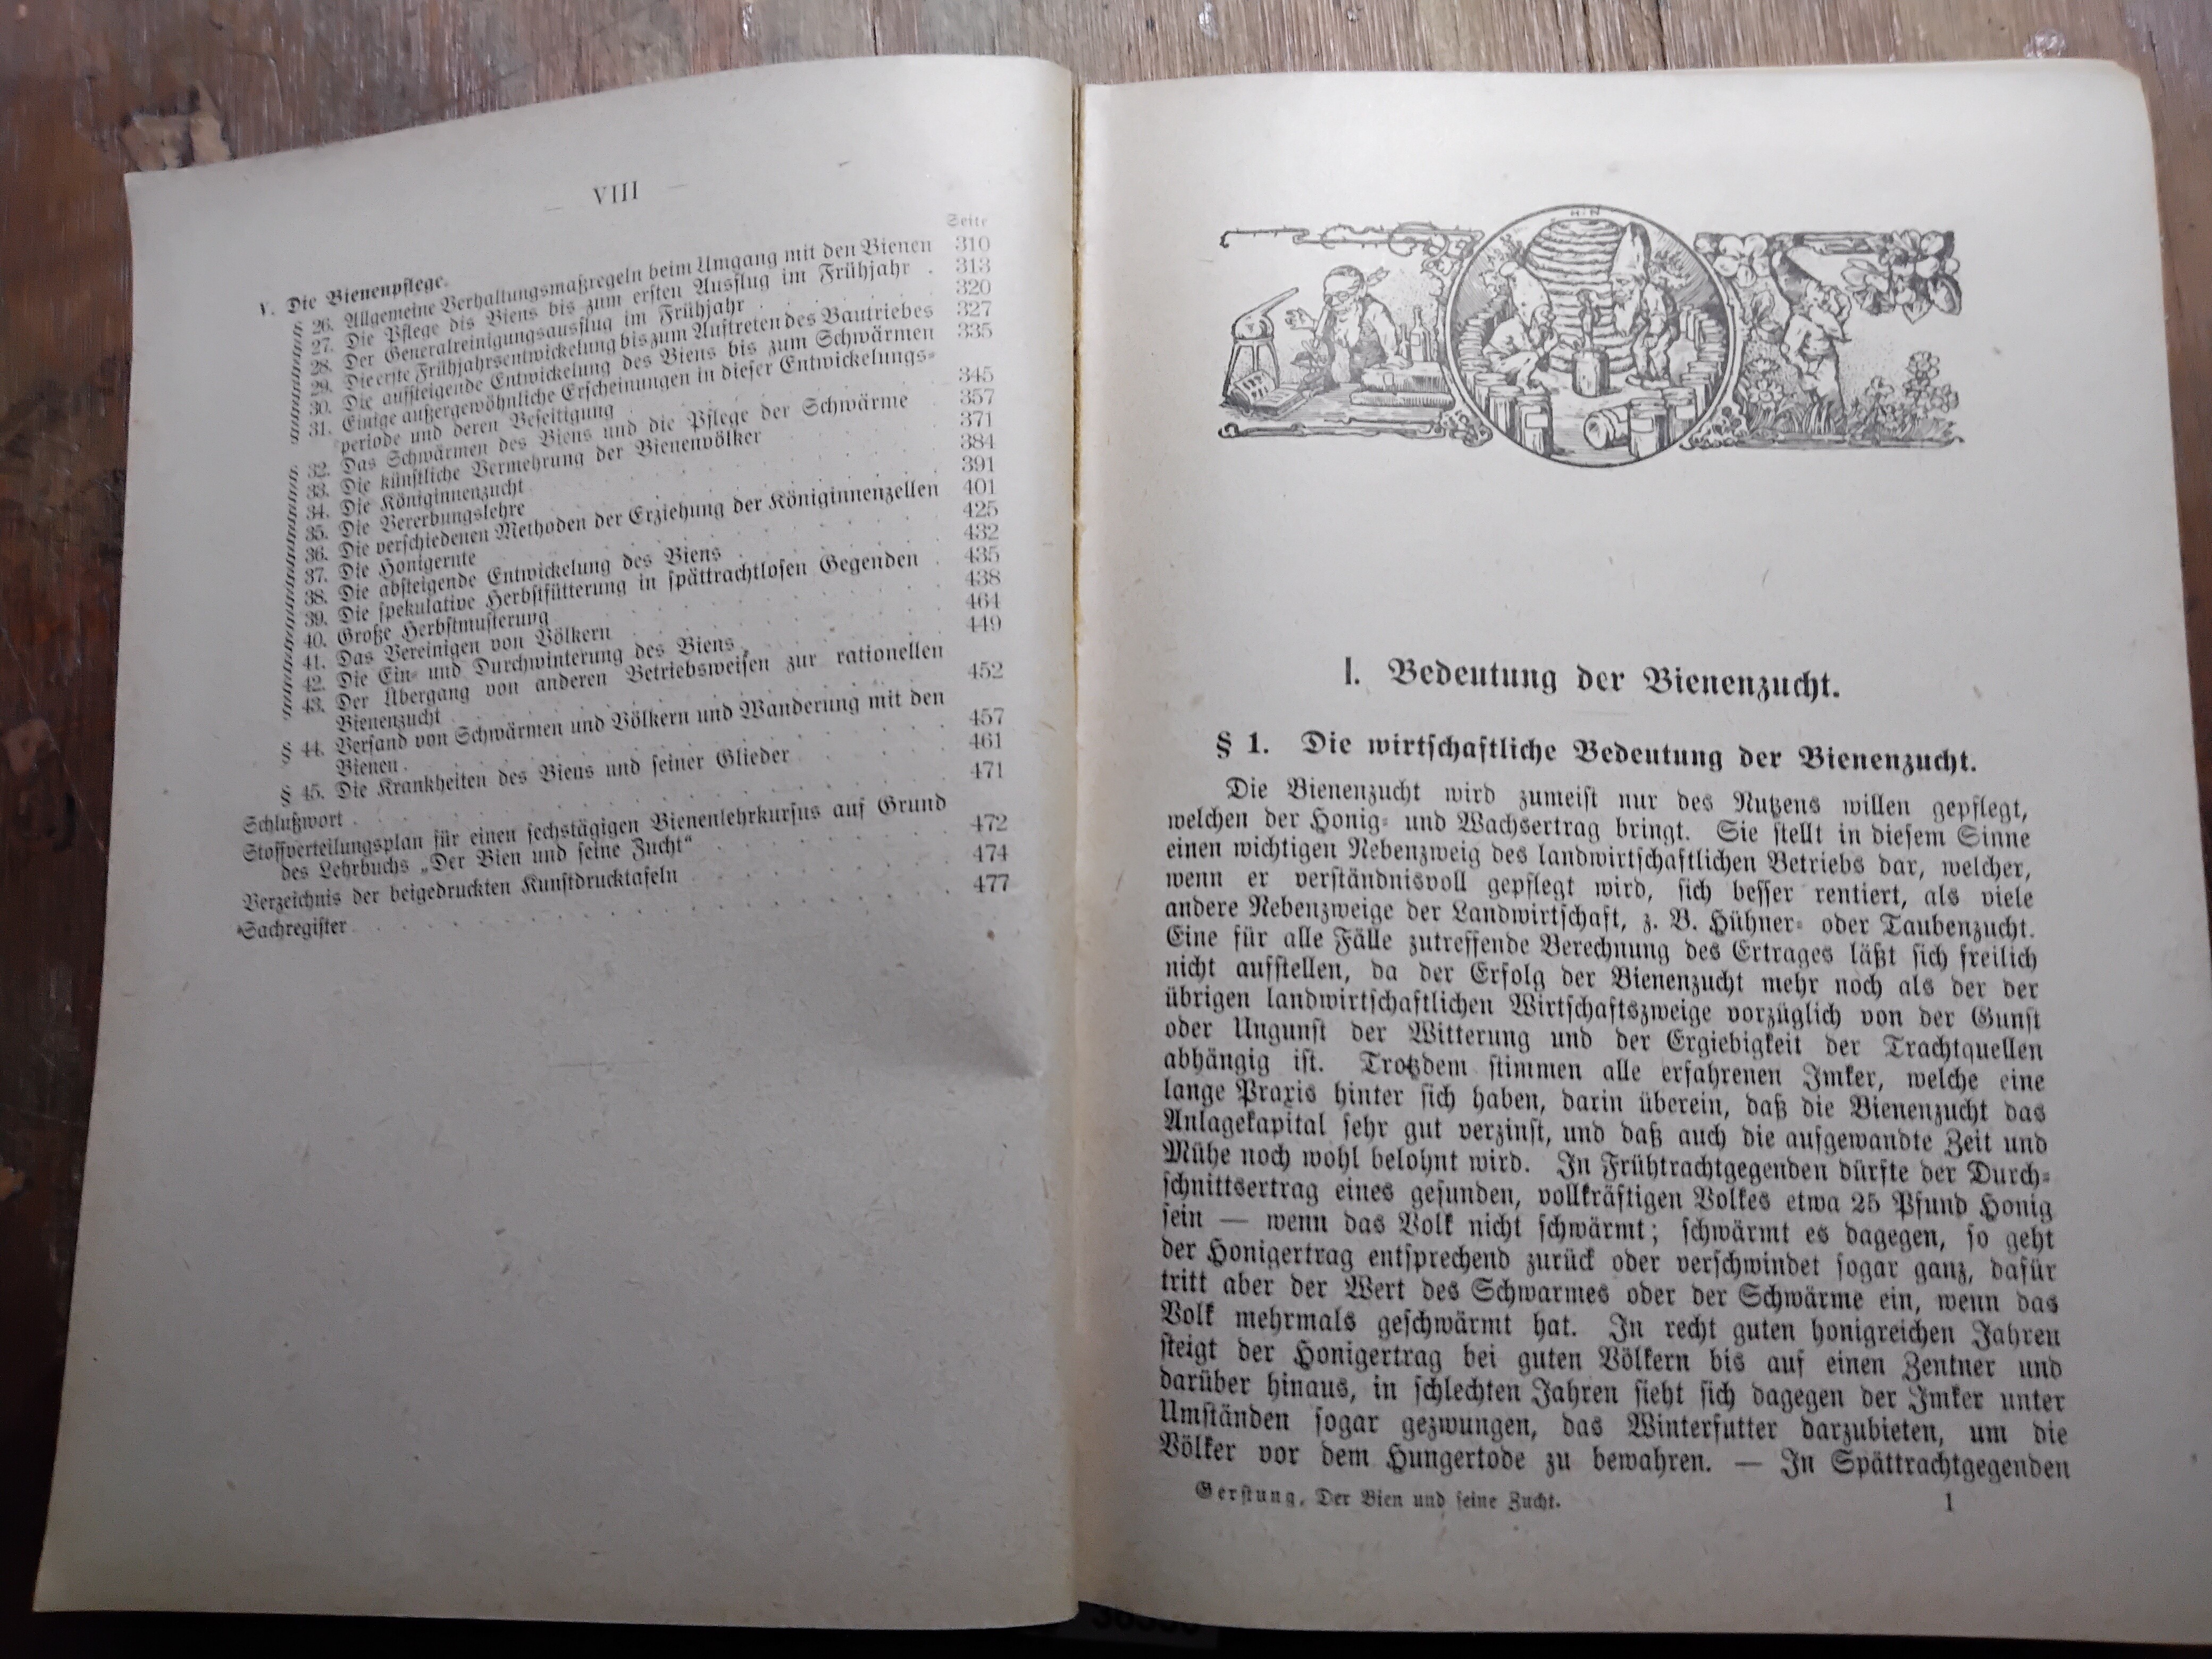 VIII
Seite
V. Die Bienenpflege.
§ 26. Allgemeine Verhaltungsmaßregeln beim Umgang mit den Bienen 310
§ 27. Die Pflege dis Biens bis zum ersten Ausflug im Frühjahr . 313
§ 28. Der Generalreinigungsausflug im Frühjahr . . . . 320
§ 29. Die erste Frühjahrsentwickelung bis zum Auftreten des Bautriebes 327
§ 30. Die aufsteigende Entwickelung des Biens bis zum Schwärmen 335
§ 31. Einige außergewöhnliche Erscheinungen in dieser Entwickelungs-
periode und deren Beseitigung 345
§ 32. Das Schwärmen des Biens und die Pflege der Schwärme 357
§ 33. Die künstliche Vermehrung der Bienenvölker 371
§ 34. Die Königinnenzucht 384
§ 35. Die Vererbungslehre 391
§ 36. Die verschiedenen Methoden der Erziehung der Königinnenzellen 401
§ 37. Die Honigernte 425
§ 38. Die absteigende Entwickelung des Biens 432
§ 39. Die spekulative Herbstfütterung in spättrachtlosen Gegenden . 435
§ 40. Große Herbstmusterung 438
§ 41. Das Vereinigen von Völkern 464
§ 42. Die Ein- und Durchwinterung des Biens 449
§ 43. Der Übergang von anderen Betriebsweisen zur rationellen
Bienenzucht 452
§ 44. Versand von Schwärmen und Völkern und Wanderung mit den
Bienen 457
§ 45. Die Krankheiten des Biens und seiner Glieder 461
Schlußwort 471
Stoffverteilungsplan für einen sechstägigen Bienenlehrkursus auf Grund
des Lehrbuchs „Der Bien und seine Zucht“ 472
Verzeichnis der beigedruckten Kunstdrucktafeln 474
Sachregister 477
I. Bedeutung der Bienenzucht.
§ 1. Die wirtschaftliche Bedeutung der Bienenzucht.
Die Bienenzucht wird zumeist nur des Nutzens willen gepflegt,
welchen der Honig- und Wachsertrag bringt. Sie stellt in diesem Sinne
einen wichtigen Nebenzweig des landwirtschaftlichen Betriebs dar, welcher,
wenn er verständnisvoll gepflegt wird, sich besser rentiert, als viele
andere Nebenzweige der Landwirtschaft, z. B. Hühner- oder Taubenzucht.
Eine für alle Fälle zutreffende Berechnung des Ertrages läßt sich freilich
nicht aufstellen, da der Erfolg der Bienenzucht mehr noch als der der
übrigen landwirtschaftlichen Wirtschaftszweige vorzüglich von der Gunst
oder Ungunst der Witterung und der Ergiebigkeit der Trachtquellen
abhängig ist. Trotzdem stimmen alle erfahrenen Imker, welche eine
lange Praxis hinter sich haben, darin überein, daß die Bienenzucht das
Anlagekapital sehr gut verzinst, und daß auch die aufgewandte Zeit und
Mühe noch wohl belohnt wird. In Frühtrachtgegenden dürfte der Durch-
schnittsertrag eines gesunden, vollkräftigen Volkes etwa 25 Pfund Honig
sein — wenn das Volk nicht schwärmt; schwärmt es dagegen, so geht
der Honigertrag entsprechend zurück oder verschwindet sogar ganz, dafür
tritt aber der Wert des Schwarmes oder der Schwärme ein, wenn das
Volk mehrmals geschwärmt hat. In recht guten honigreichen Jahren
steigt der Honigertrag bei guten Völkern bis auf einen Zentner und
darüber hinaus, in schlechten Jahren sieht sich dagegen der Imker unter
Umständen sogar gezwungen, das Winterfutter darzubieten, um die
Völker vor dem Hungertode zu bewahren. — In Spättrachtgegenden
Gerstung, Der Bien und seine Zucht. 1